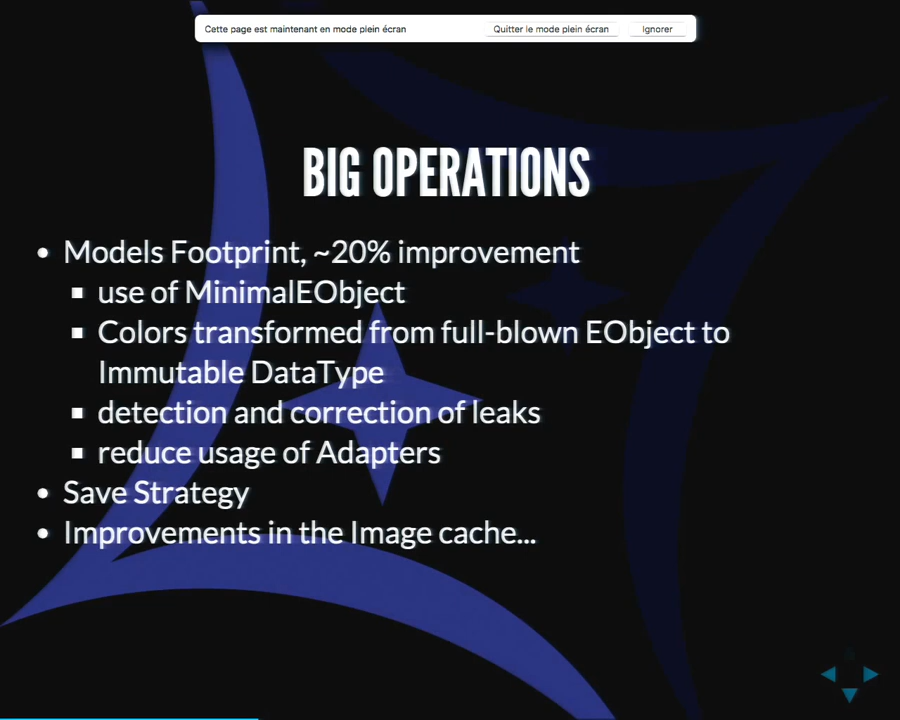 Cette page est maintenant en mode plein écran
Quitter le mode plein écran
Ignorer
BIG OPERATIONS
Models Footprint, ~20% improvement
use of MinimalEObject
Colors transformed from full-blown EObject to
Immutable DataType
detection and correction of leaks
reduce usage of Adapters
Save Strategy
Improvements in the Image cache...